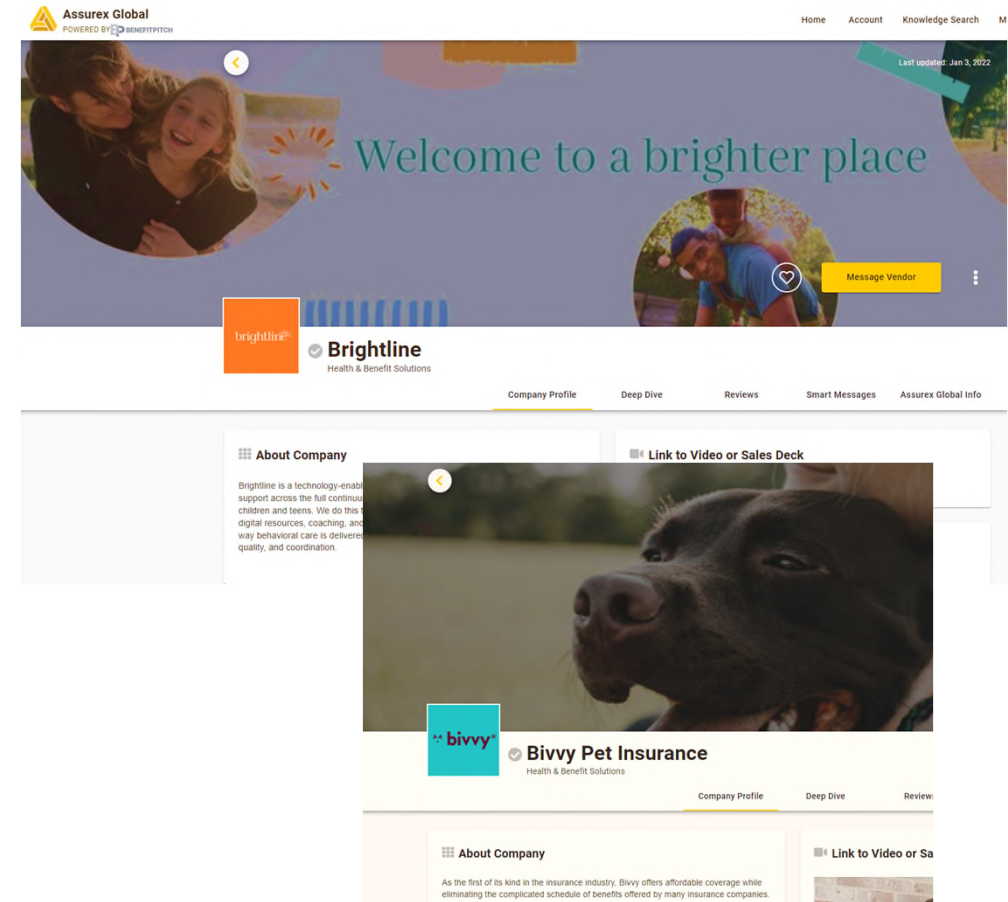 Assurex Global
POWERED BY BP BENEFITPITCH
Home Account Knowledge Search
Last updated: Jan 3, 2022
Welcome to a brighter place
Message Vendor
brightline
Brightline
Health & Benefit Solutions
Company Profile Deep Dive Reviews Smart Messages Assurex Global Info
About Company
Link to Video or Sales Deck
Brightline is a
support across the full
children and teens. We do this
digital resources, coaching, and
way behavioral care is delivered
quality, and coordination.
bivvy®
Bivvy Pet Insurance
Health & Benefit Solutions
Company Profile Deep Dive Review
About Company
Link to Video or Sa
As the first of its kind in the insurance industry, Bivvy offers affordable coverage while
eliminating the complicated schedule of benefits offered by many insurance companies.